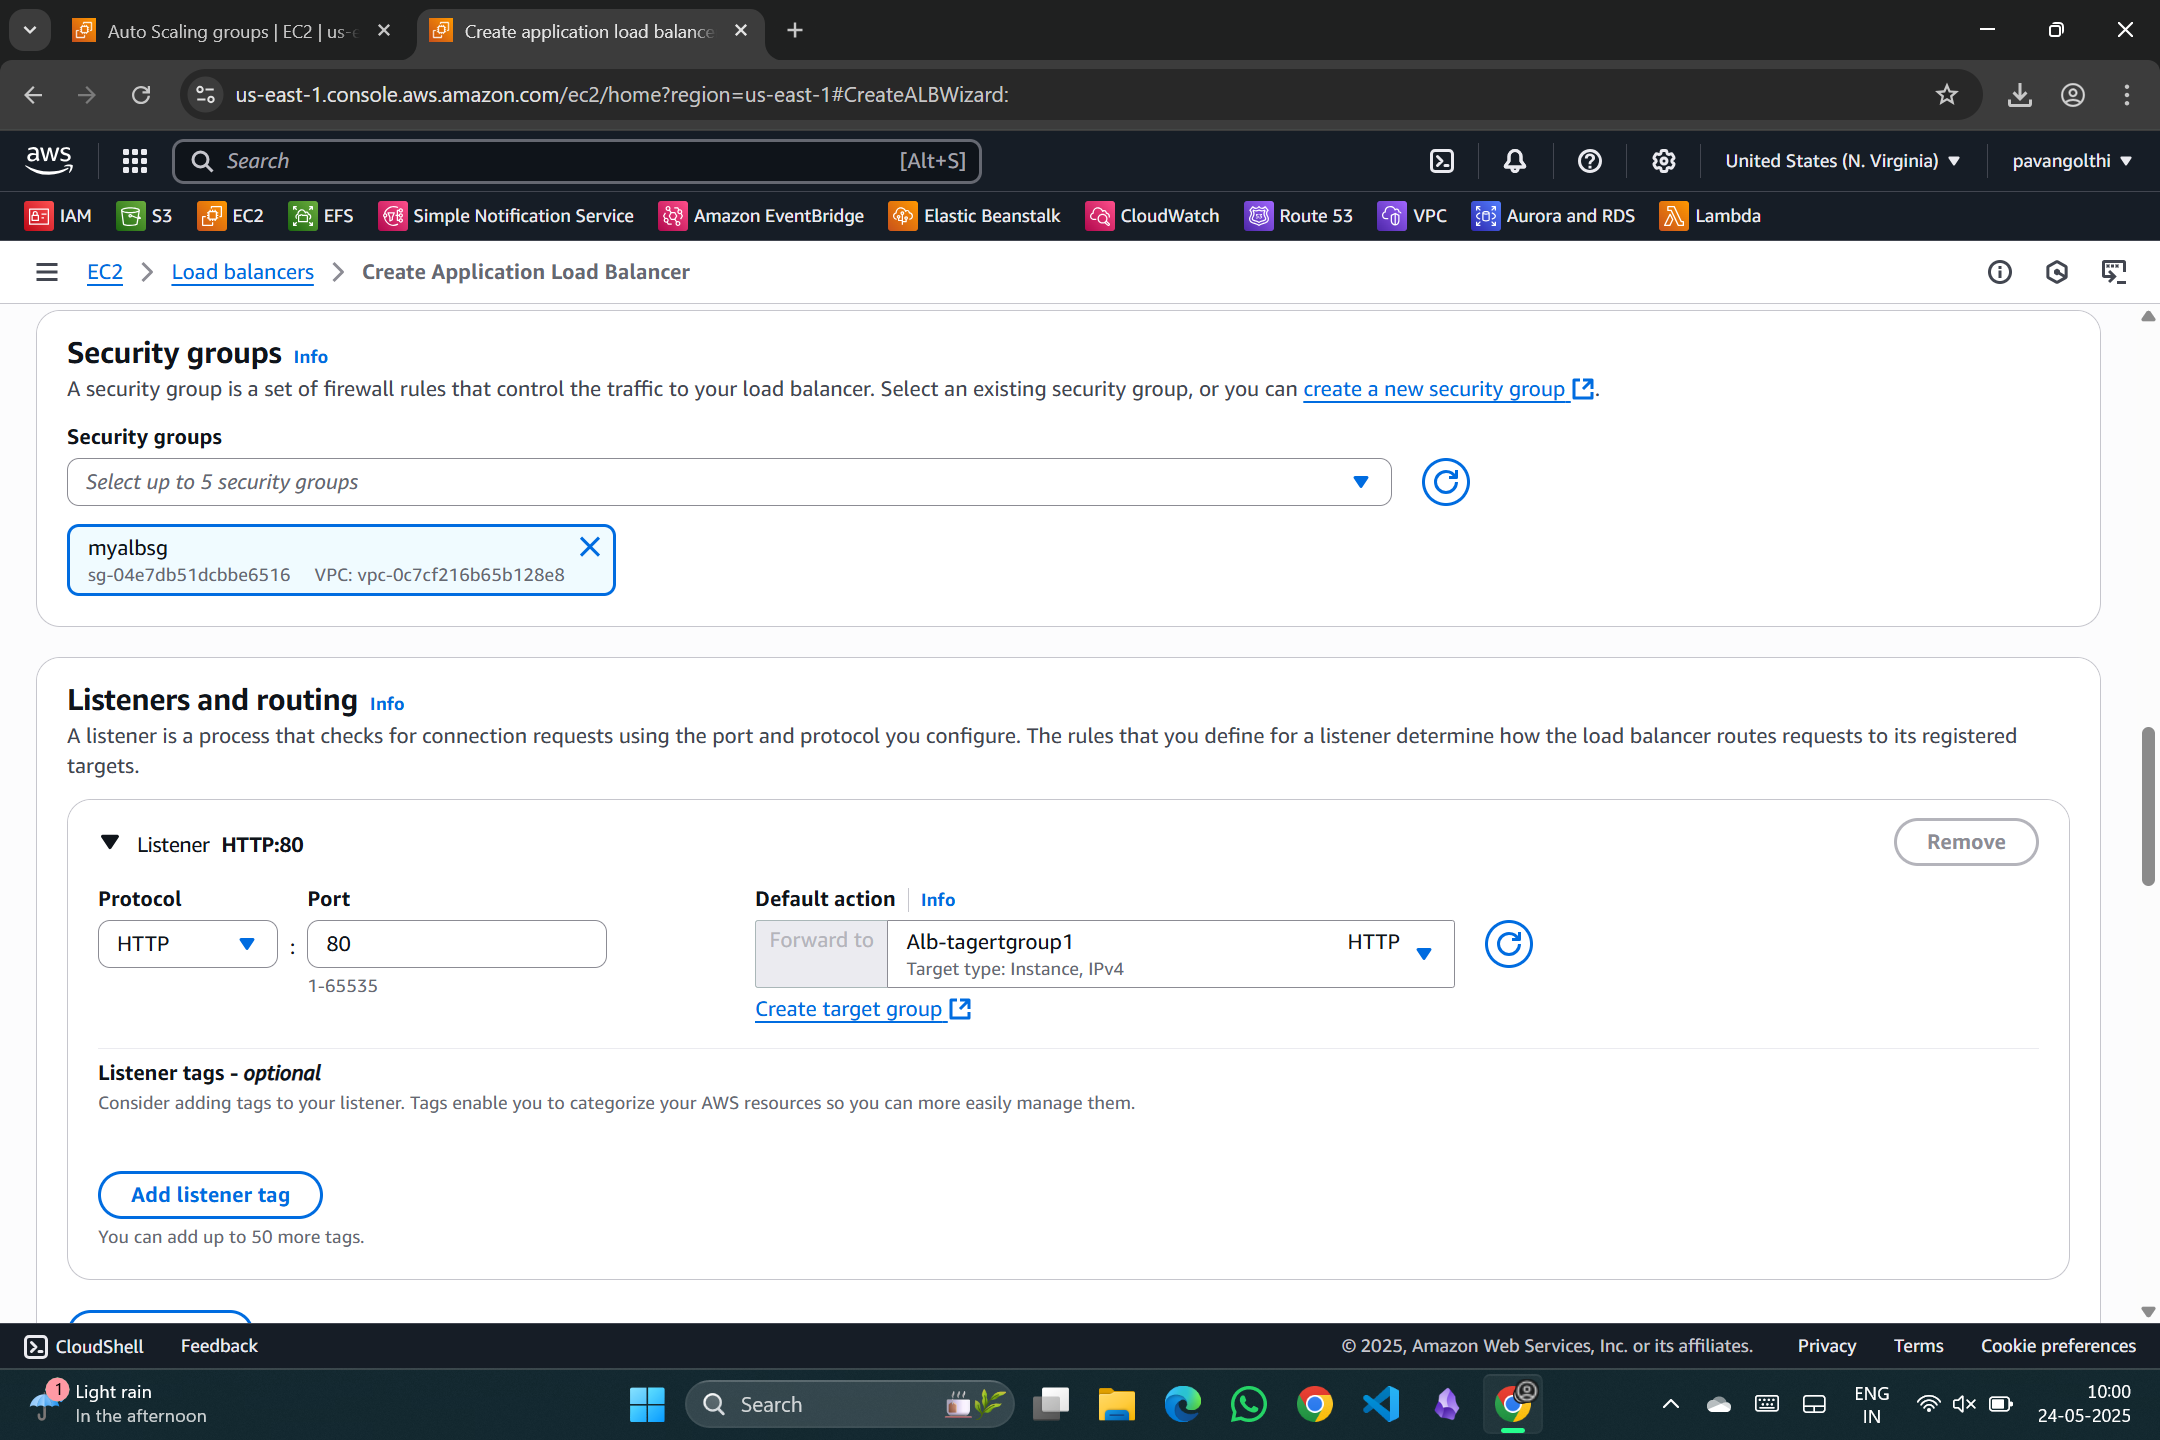 Auto Scaling groups | EC2 | us-e
Create application load balance
us-east-1.console.aws.amazon.com/ec2/home?region=us-east-1#CreateALBWizard:
aws
Search
[Alt+S]
United States (N. Virginia)
pavangolthi
IAM
S3
EC2
EFS
Simple Notification Service
Amazon EventBridge
Elastic Beanstalk
CloudWatch
Route 53
VPC
Aurora and RDS
Lambda
EC2
Load balancers
Create Application Load Balancer
Security groups Info
A security group is a set of firewall rules that control the traffic to your load balancer. Select an existing security group, or you can create a new security group.
Security groups
Select up to 5 security groups
myalbsg
sg-04e7db51dcbbe6516 VPC: vpc-0c7cf216b65b128e8
Listeners and routing Info
A listener is a process that checks for connection requests using the port and protocol you configure. The rules that you define for a listener determine how the load balancer routes requests to its registered
targets.
Listener HTTP:80
Remove
Protocol
Port
Default action Info
HTTP
:
80
1-65535
Forward to
Alb-tagertgroup1
HTTP
Target type: Instance, IPv4
Create target group
Listener tags - optional
Consider adding tags to your listener. Tags enable you to categorize your AWS resources so you can more easily manage them.
Add listener tag
You can add up to 50 more tags.
CloudShell
Feedback
© 2025, Amazon Web Services, Inc. or its affiliates.
Privacy
Terms
Cookie preferences
1
Light rain
In the afternoon
Search
ENG
IN
10:00
24-05-2025